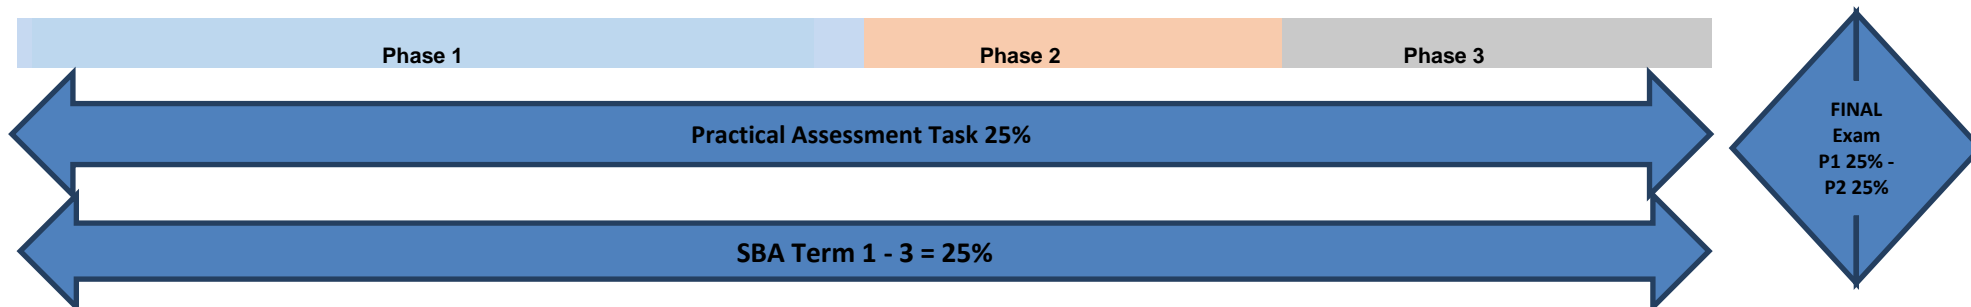 Phase 1 Phase 2 Phase 3
Practical Assessment Task 25%
SBA Term 1 - 3 = 25%
FINAL
Exam
P1 25% -
P2 25%